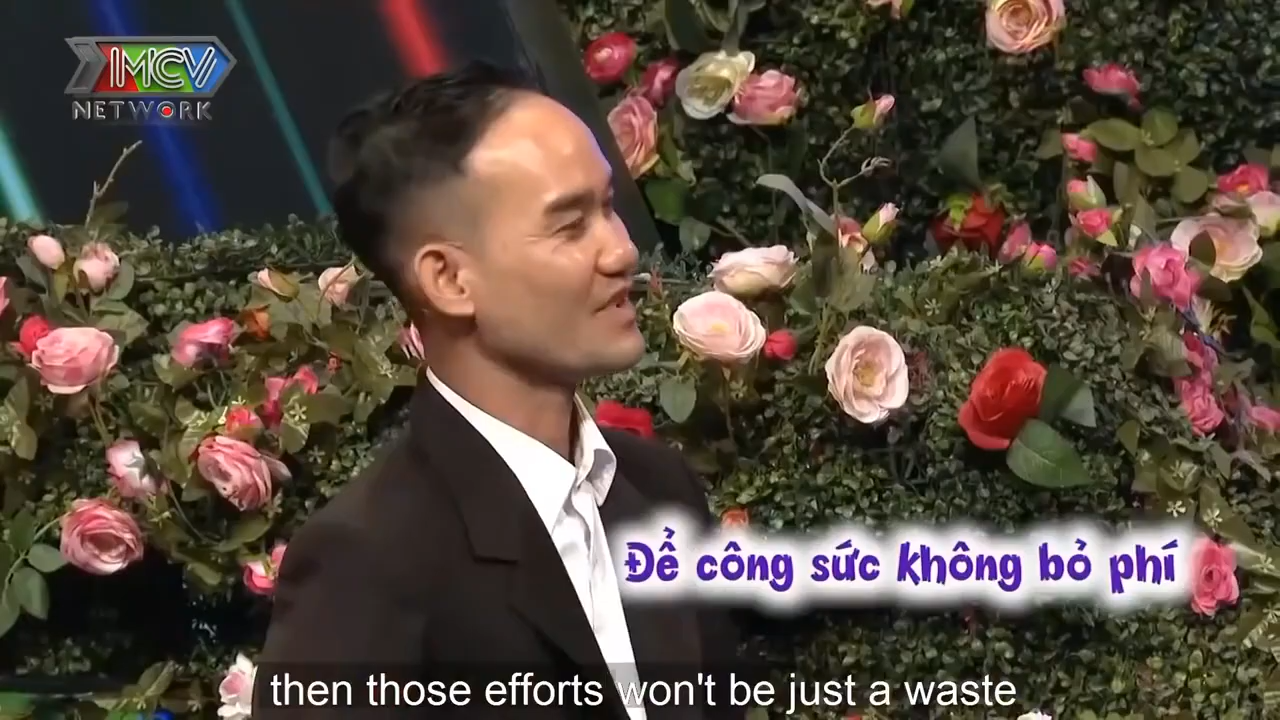 MCV
NETWORK
Để công sức không bỏ phí
then those efforts won't be just a waste